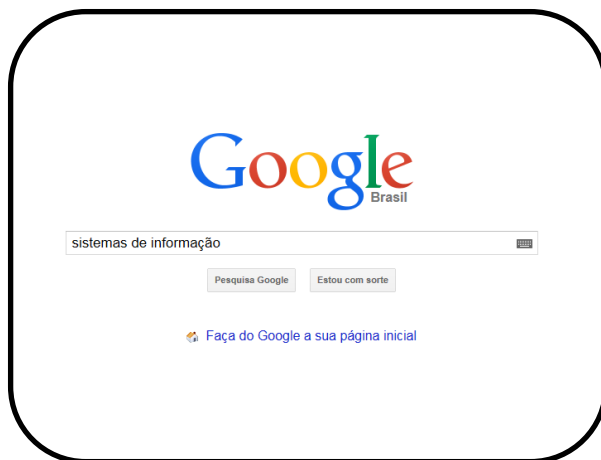 Google
Brasil
sistemas de informação
Pesquisa Google Estou com sorte
Faça do Google a sua página inicial